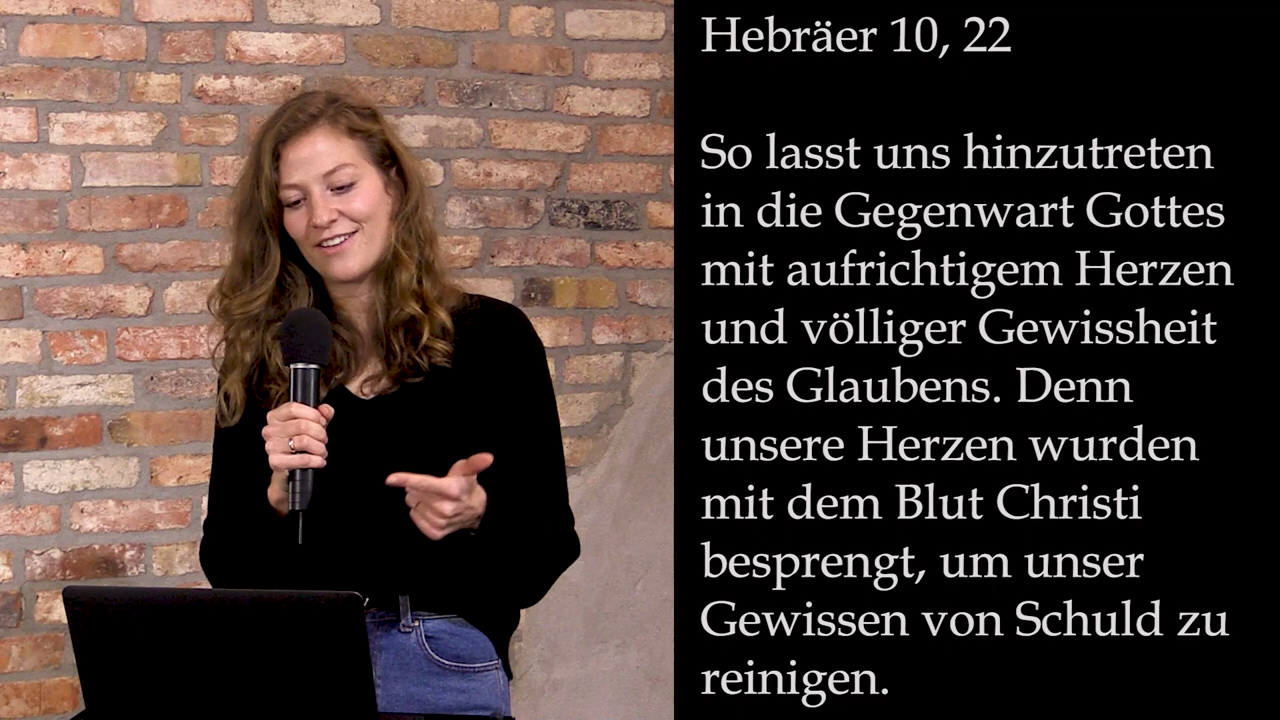 Hebräer 10, 22
So lasst uns hinzutreten
in die Gegenwart Gottes
mit aufrichtigem Herzen
und völliger Gewissheit
des Glaubens. Denn
unsere Herzen wurden
mit dem Blut Christi
besprengt, um unser
Gewissen von Schuld zu
reinigen.